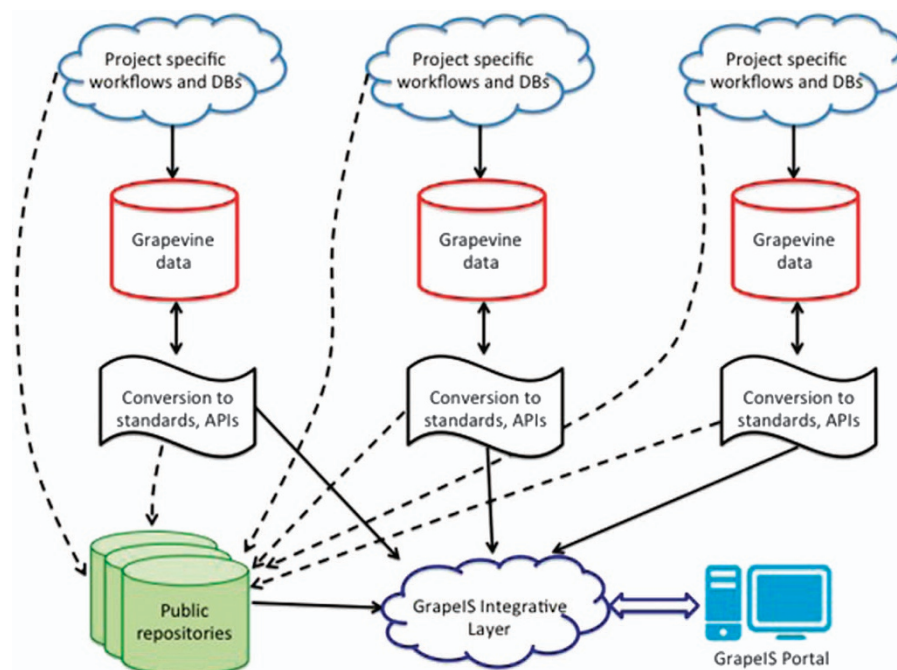 Project specific
workflows and DBs
Project specific
workflows and DBs
Project specific
workflows and DBs
Grapevine
data
Grapevine
data
Grapevine
data
Conversion to
standards, APIs
Conversion to
standards, APIs
Conversion to
standards, APIs
Public
repositories
GrapeIS Integrative
Layer
GrapeIS Portal